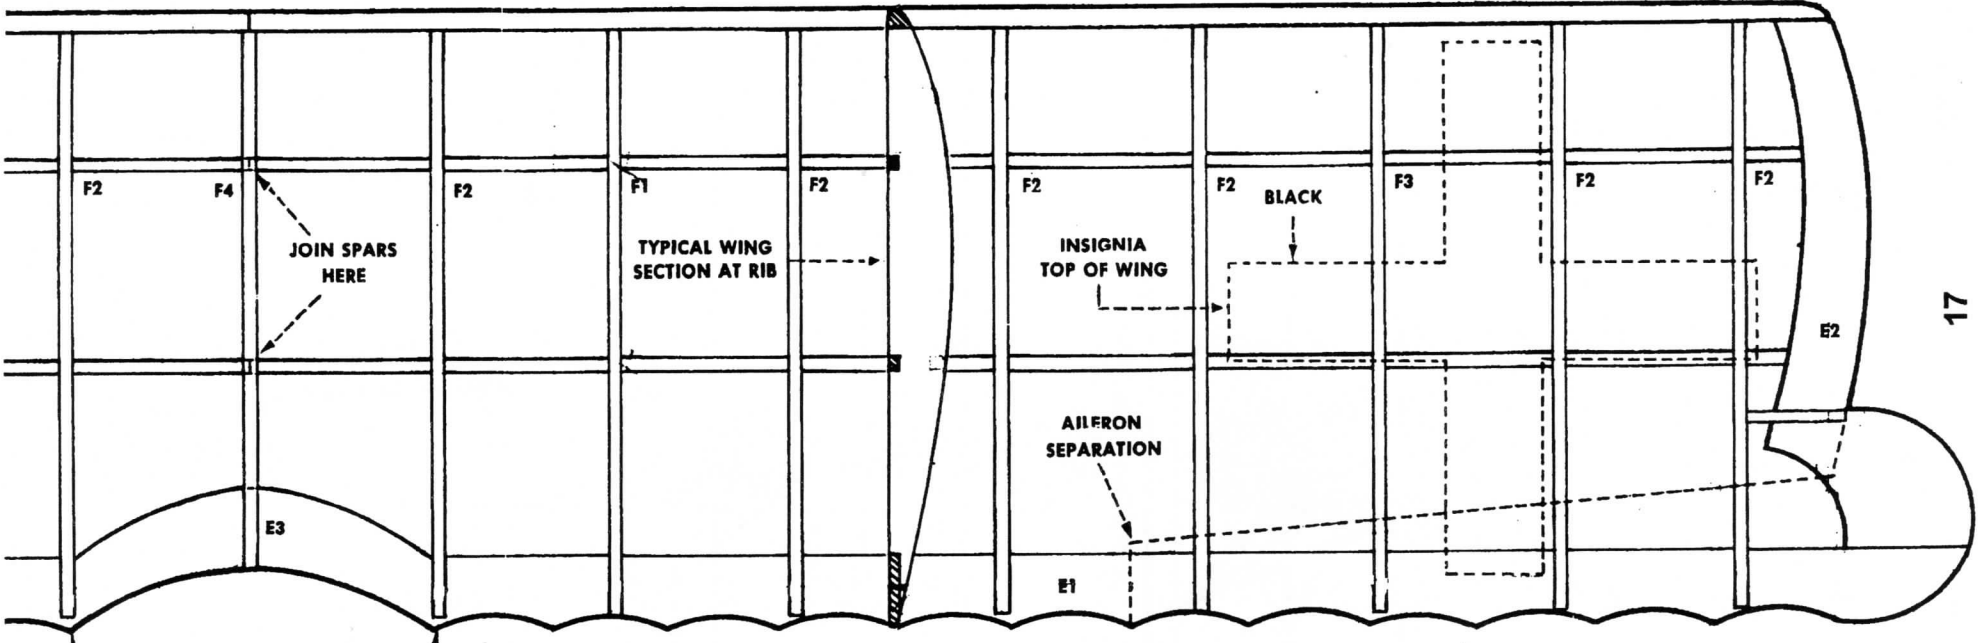 F2
F4
F2
F1
F2
F2
F2
F3
F2
F2
BLACK
JOIN SPARS
HERE
TYPICAL WING
SECTION AT RIB
INSIGNIA
TOP OF WING
17
E2
AILERON
SEPARATION
E3
E1